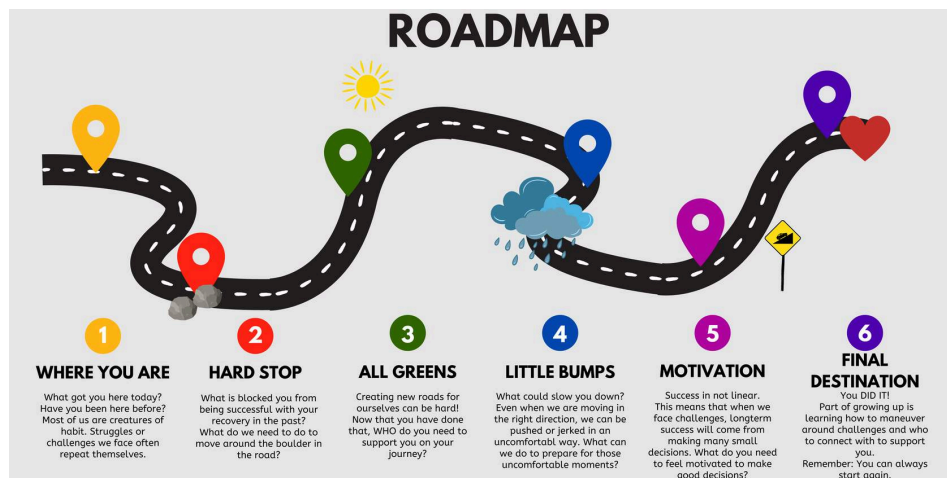 ROADMAP
1
WHERE YOU ARE
What got you here today?
Have you been here before?
Most of us are creatures of
habit. Struggles or
challenges we face often
repeat themselves.
2
HARD STOP
What is blocked you from
being successful with your
recovery in the past?
What do we need to do to
move around the boulder in
the road?
3
ALL GREENS
Creating new roads for
ourselves can be hard!
Now that you have done
that, WHO do you need to
support you on your
journey?
4
LITTLE BUMPS
What could slow you down?
Even when we are moving in
the right direction, we can be
pushed or jerked in an
uncomfortabl way. What can
we do to prepare for those
uncomfortable moments?
5
MOTIVATION
Success in not linear.
This means that when we
face challenges, longterm
success will come from
making many small
decisions. What do you need
to feel motivated to make
good decisions?
6
FINAL
DESTINATION
You DID IT!
Part of growing up is
learning how to maneuver
around challenges and who
to connect with to support
you.
Remember: You can always
start again.